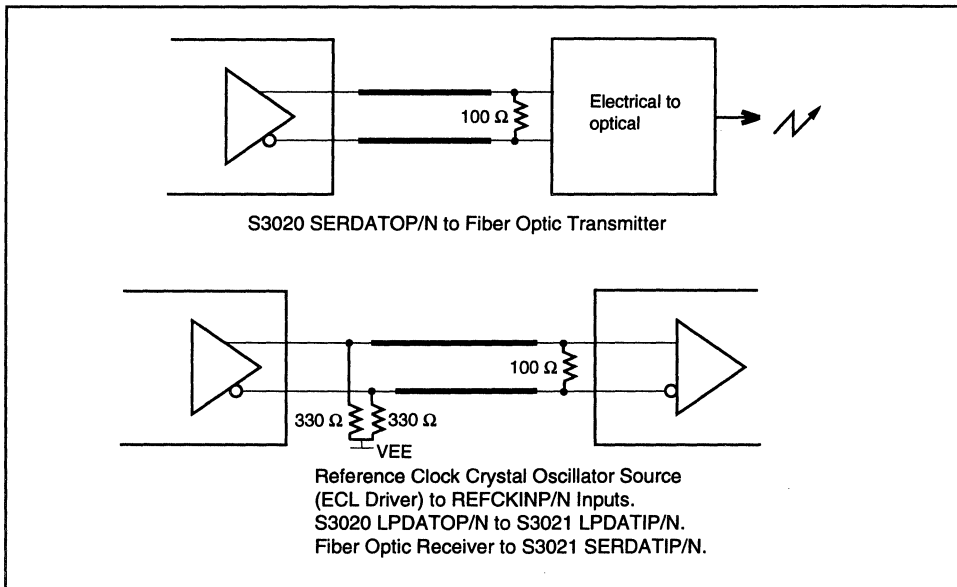 100 Ω
Electrical to
optical
S3020 SERDATOP/N to Fiber Optic Transmitter
100 Ω
330 Ω
330 Ω
VEE
Reference Clock Crystal Oscillator Source
(ECL Driver) to REFCKINP/N Inputs.
S3020 LPDATOP/N to S3021 LPDATIP/N.
Fiber Optic Receiver to S3021 SERDATIP/N.